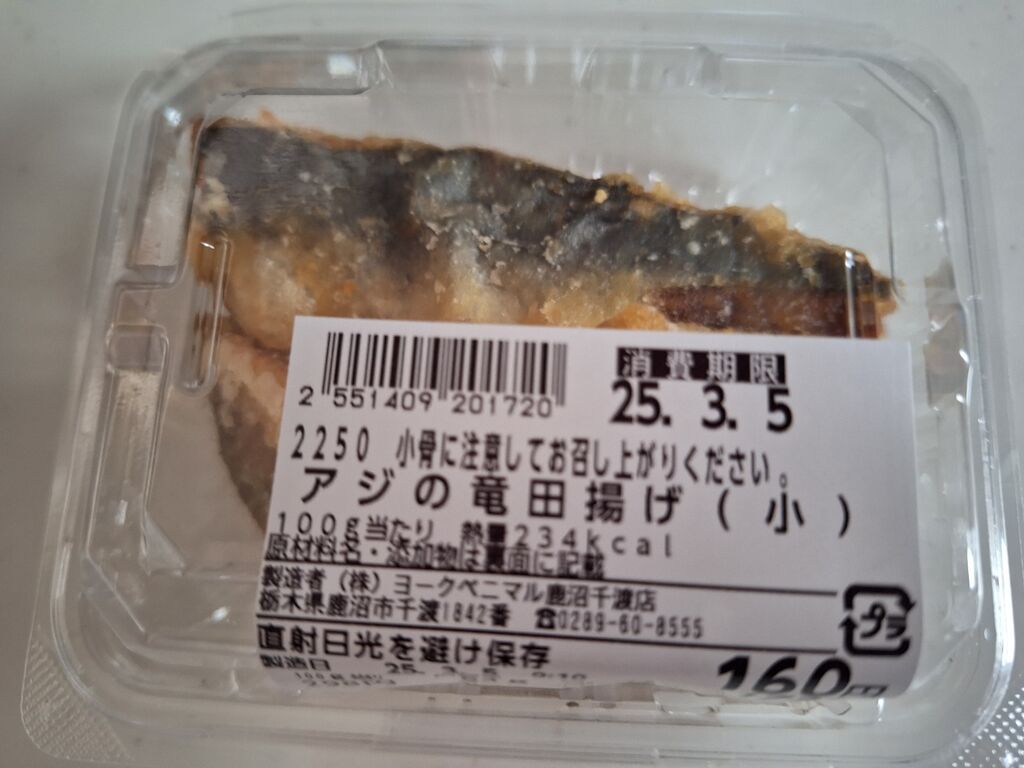 2 551409 201720
消費期限
25. 3. 5
2250 小骨に注意してお召し上がりください。
アジの竜田揚げ(小)
100g当たり 熱量234kcal
原材料名・添加物は裏面に記載
製造者(株)ヨークベニマル鹿沼千渡店
栃木県鹿沼市千渡1842番 ☎0289-60-8555
プラ
直射日光を避け保存
製造日 25. 3. 5
160円